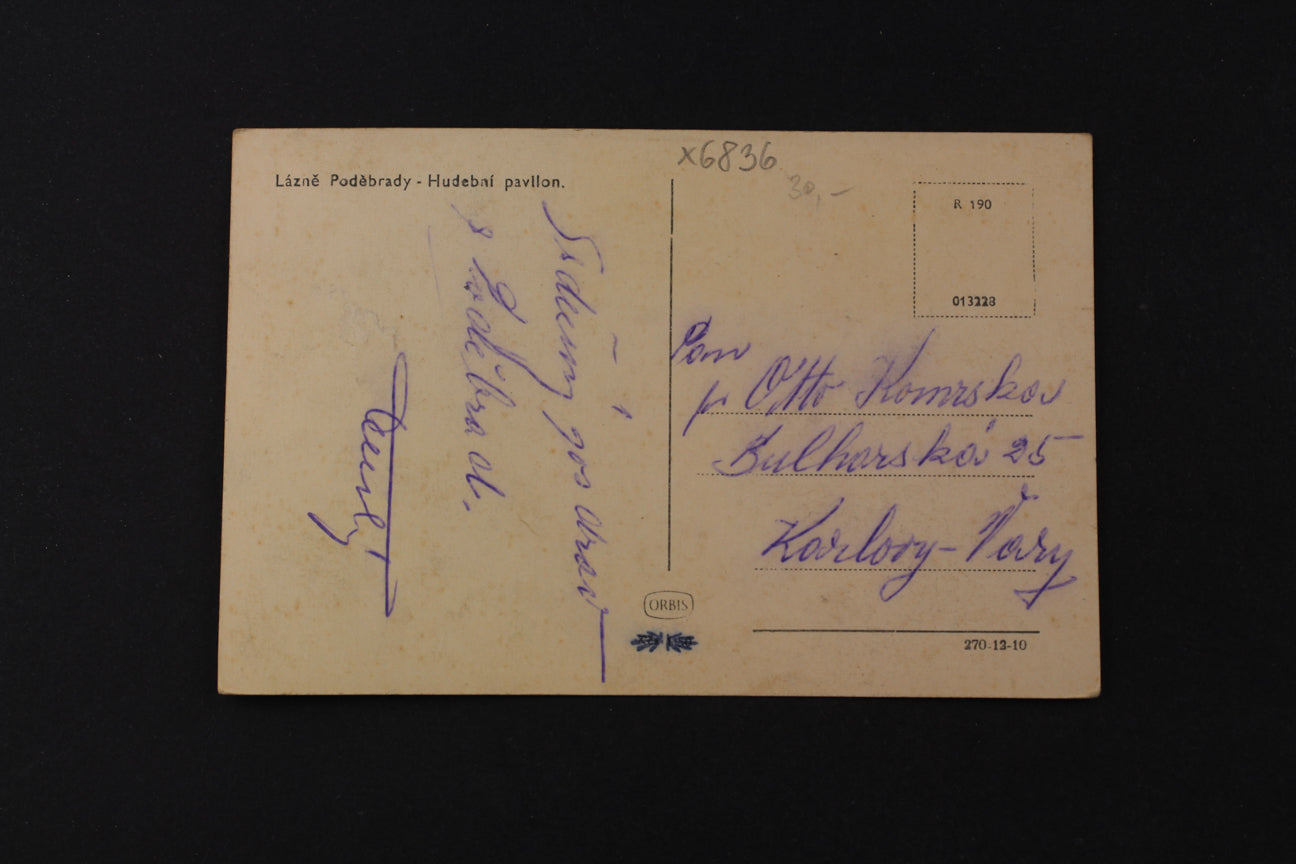 Lázně Poděbrady - Hudební pavilon.
x6836
30,-
R 190
013228
Srdečný pozdrav
z Poděbrad.
Pan
Otto Komrska
Bulharská 25
Karlovy-Vary
ORBIS
270-12-10